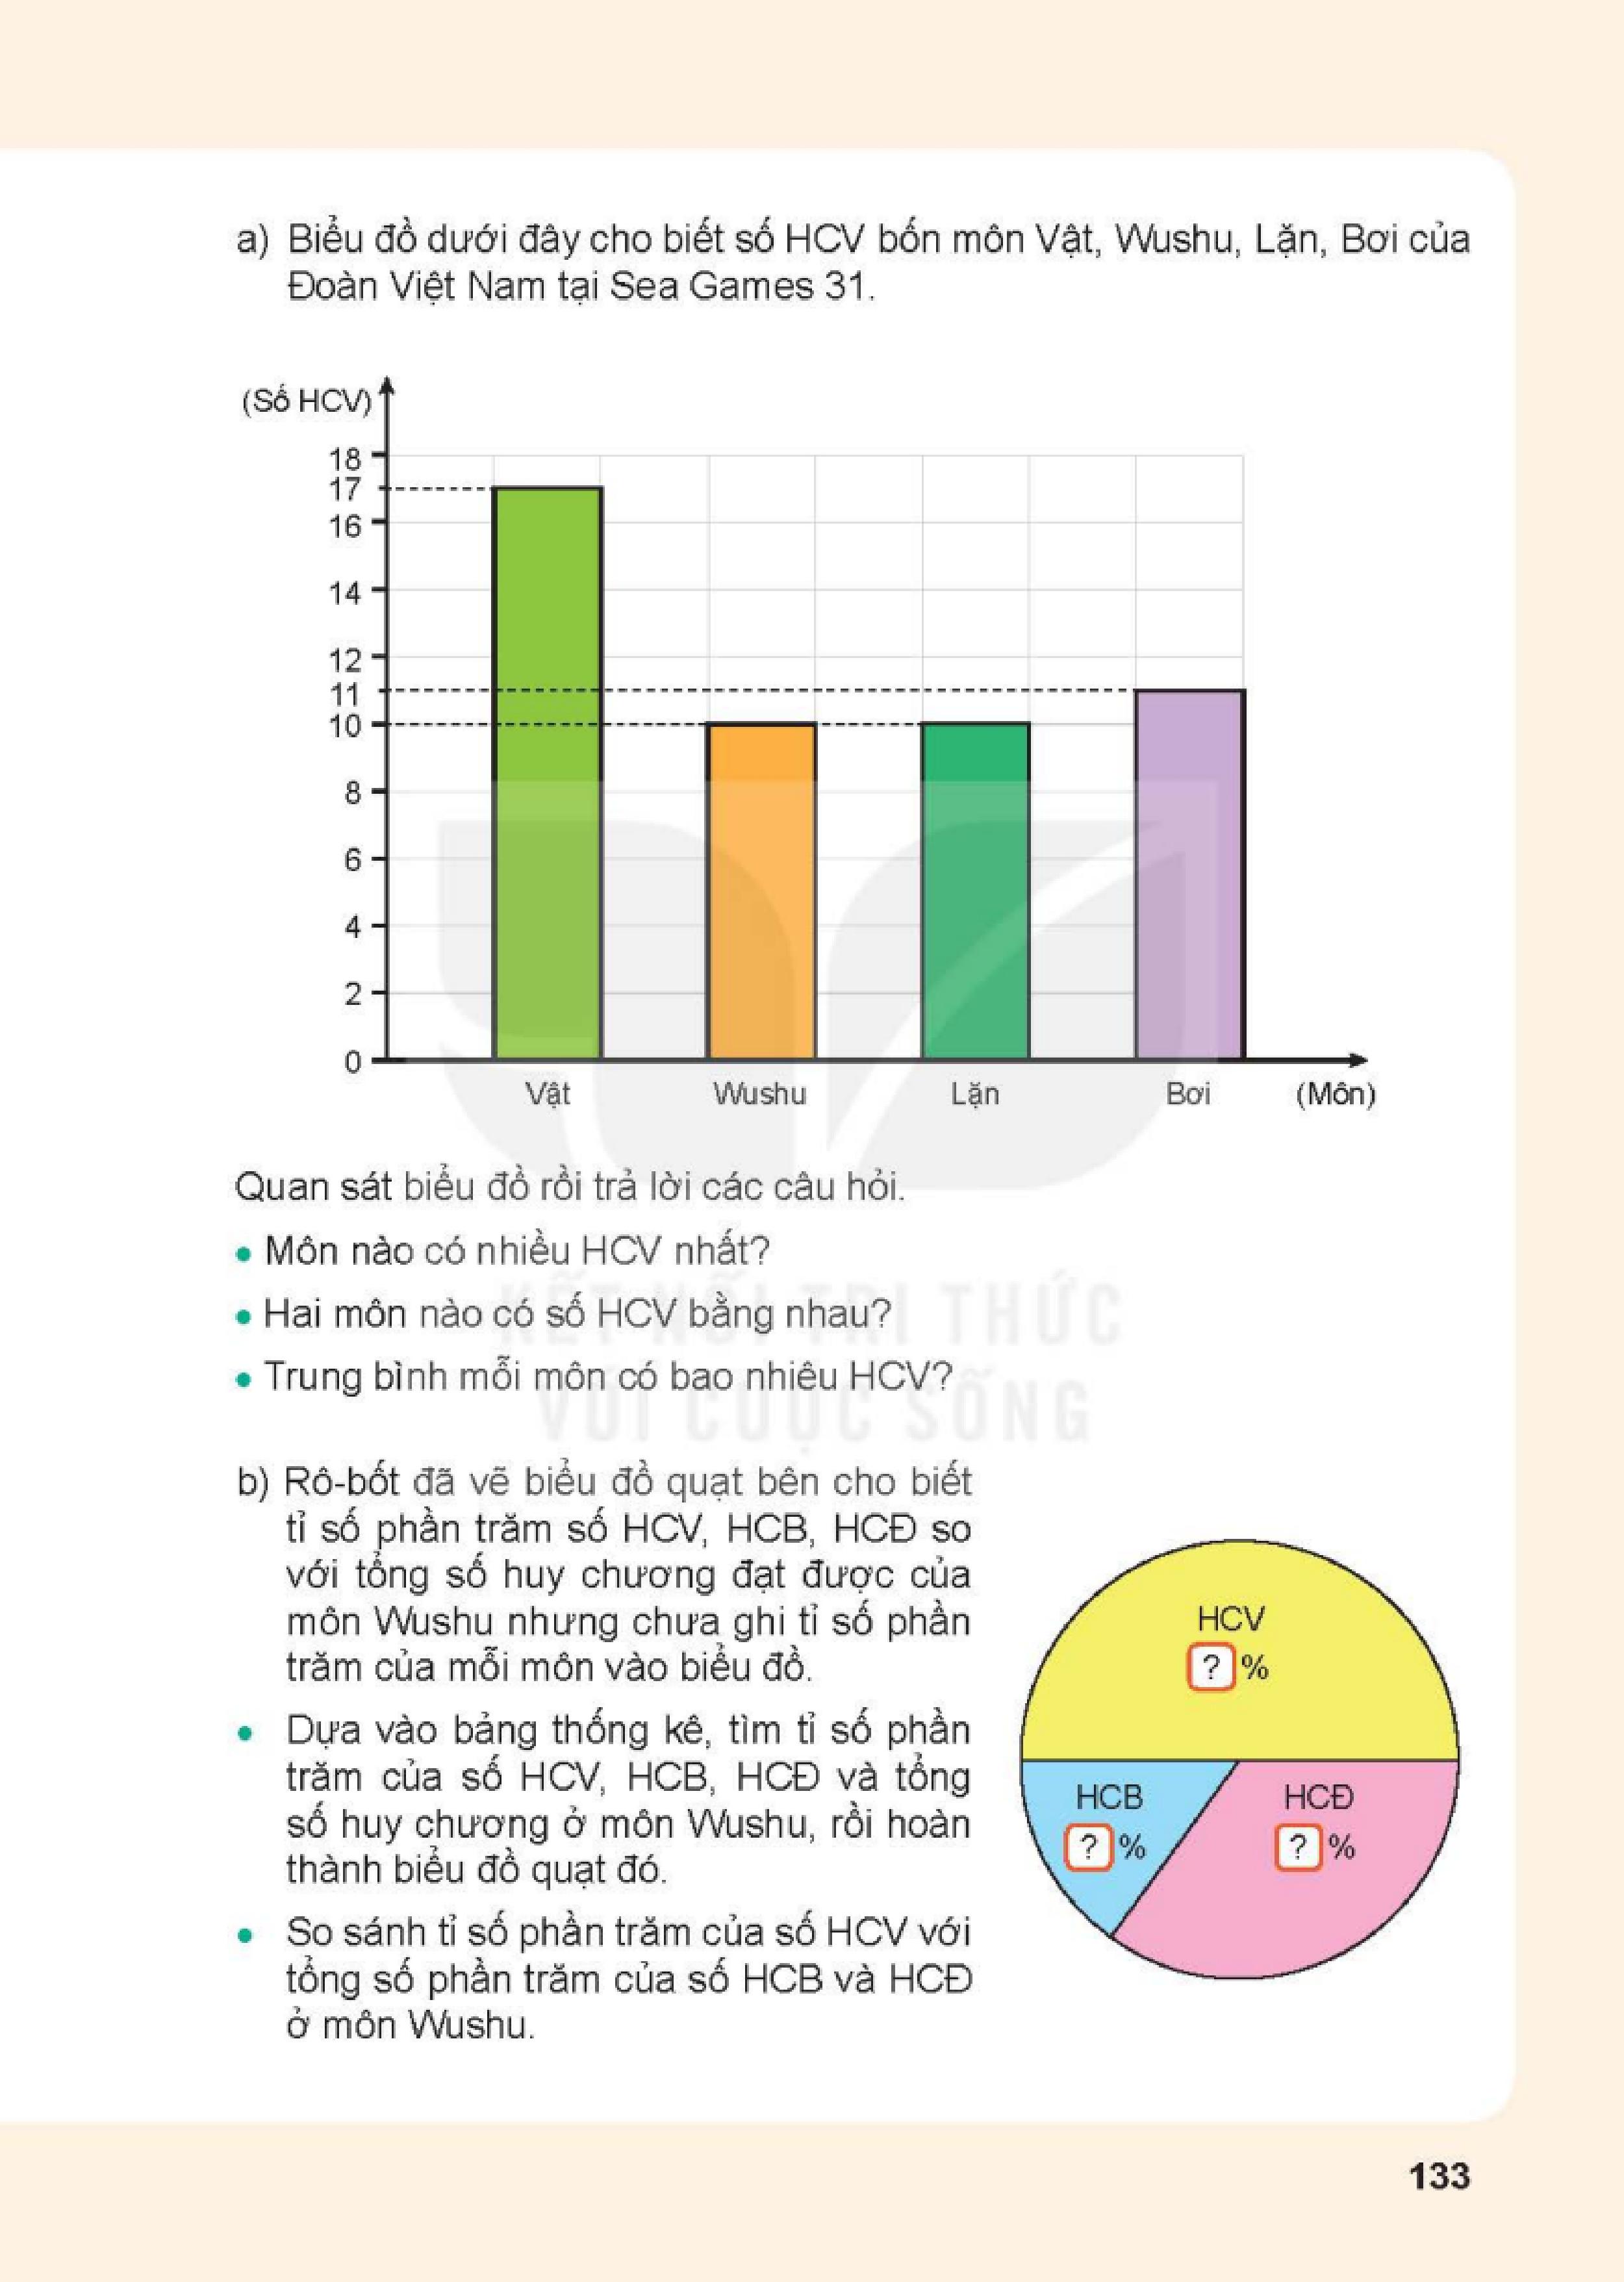 a) Biểu đồ dưới đây cho biết số HCV bốn môn Vật, Wushu, Lặn, Bơi của
Đoàn Việt Nam tại Sea Games 31.
(Số HCV)
18
17
16
14
12
11
10
8
6
4
2
0
Vật Wushu Lặn Bơi (Môn)
Quan sát biểu đồ rồi trả lời các câu hỏi.
• Môn nào có nhiều HCV nhất?
• Hai môn nào có số HCV bằng nhau?
• Trung bình mỗi môn có bao nhiêu HCV?
KẾT NỐI TRI THỨC
VỚI CUỘC SỐNG
b) Rô-bốt đã vẽ biểu đồ quạt bên cho biết
tỉ số phần trăm số HCV, HCB, HCĐ so
với tổng số huy chương đạt được của
môn Wushu nhưng chưa ghi tỉ số phần
trăm của mỗi môn vào biểu đồ.
• Dựa vào bảng thống kê, tìm tỉ số phần
trăm của số HCV, HCB, HCĐ và tổng
số huy chương ở môn Wushu, rồi hoàn
thành biểu đồ quạt đó.
• So sánh tỉ số phần trăm của số HCV với
tổng số phần trăm của số HCB và HCĐ
ở môn Wushu.
HCV
? %
HCB
? %
HCĐ
? %
133